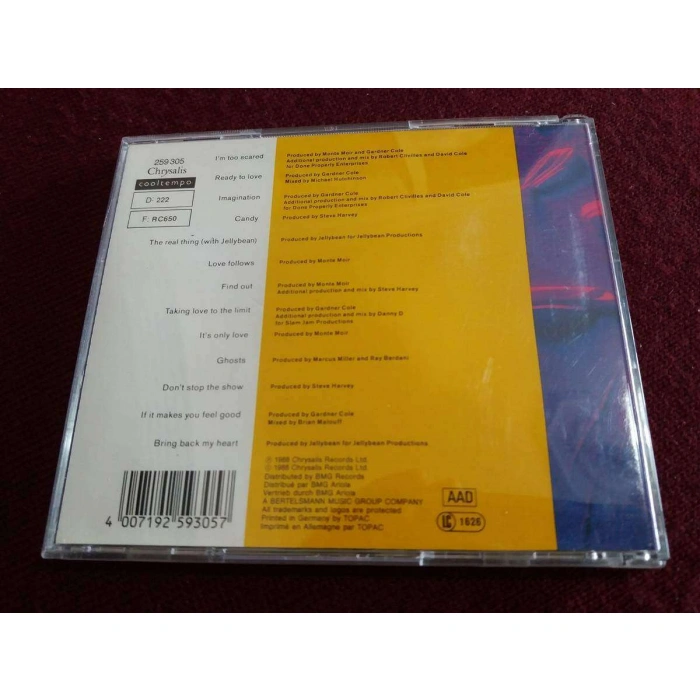 259 305
Chrysalis
cooltempo
D: 222
F: RC650
I'm too scared
Produced by Monte Moir and Gardner Cole
Additional production and mix by Robert Clivilles and David Cole
for Done Properly Enterprises
Ready to love
Produced by Gardner Cole
Mixed by Michael Hutchinson
Imagination
Produced by Gardner Cole
Additional production and mix by Robert Clivilles and David Cole
for Done Properly Enterprises
Candy
Produced by Steve Harvey
The real thing (with Jellybean)
Produced by Jellybean for Jellybean Productions
Love follows
Produced by Monte Moir
Find out
Produced by Monte Moir
Additional production and mix by Steve Harvey
Taking love to the limit
Produced by Gardner Cole
Additional production and mix by Danny D
for Slam Jam Productions
It's only love
Produced by Monte Moir
Ghosts
Produced by Marcus Miller and Ray Bardani
Don't stop the show
Produced by Steve Harvey
If it makes you feel good
Produced by Gardner Cole
Mixed by Brian Malouf
Bring back my heart
Produced by Jellybean for Jellybean Productions
Chrysalis Records Ltd.
Chrysalis Records Ltd.
Distributed by BMG Records
Distribué par BMG Ariola
Vertrieb durch BMG Ariola
A BERTELSMANN MUSIC GROUP COMPANY
All trademarks and logos are protected
Printed in Germany by TOPAC
Imprimé en Allemagne par TOPAC
AAD
LC 1626
4 007192 593057